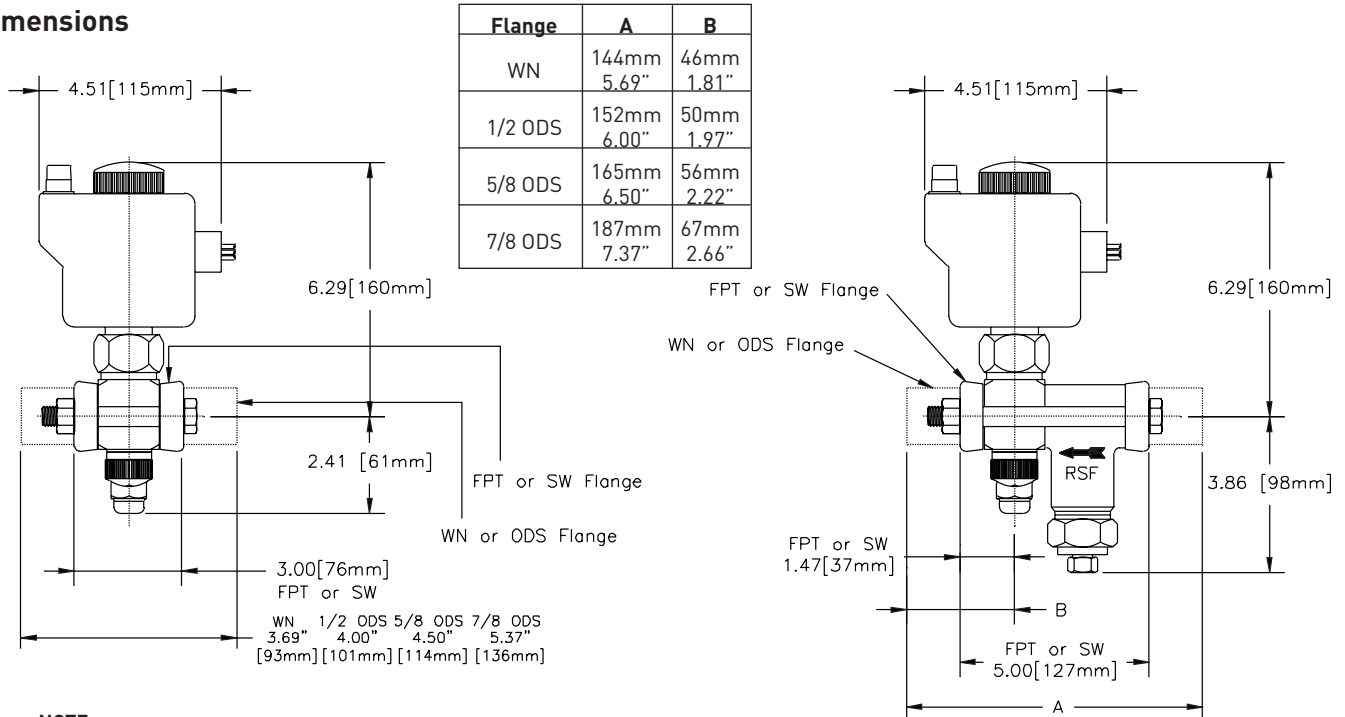 mensions
Flange A B
WN 144mm 46mm
5.69” 1.81”
1/2 ODS 152mm 50mm
6.00” 1.97”
5/8 ODS 165mm 56mm
6.50” 2.22”
7/8 ODS 187mm 67mm
7.37” 2.66”
4.51[115mm]
6.29[160mm]
2.41 [61mm]
FPT or SW Flange
WN or ODS Flange
3.00[76mm]
FPT or SW
WN 1/2 ODS 5/8 ODS 7/8 ODS
3.69" 4.00" 4.50" 5.37"
[93mm] [101mm] [114mm] [136mm]
4.51[115mm]
FPT or SW Flange
WN or ODS Flange
6.29[160mm]
RSF
3.86 [98mm]
FPT or SW
1.47[37mm]
B
FPT or SW
5.00[127mm]
A
NOTE